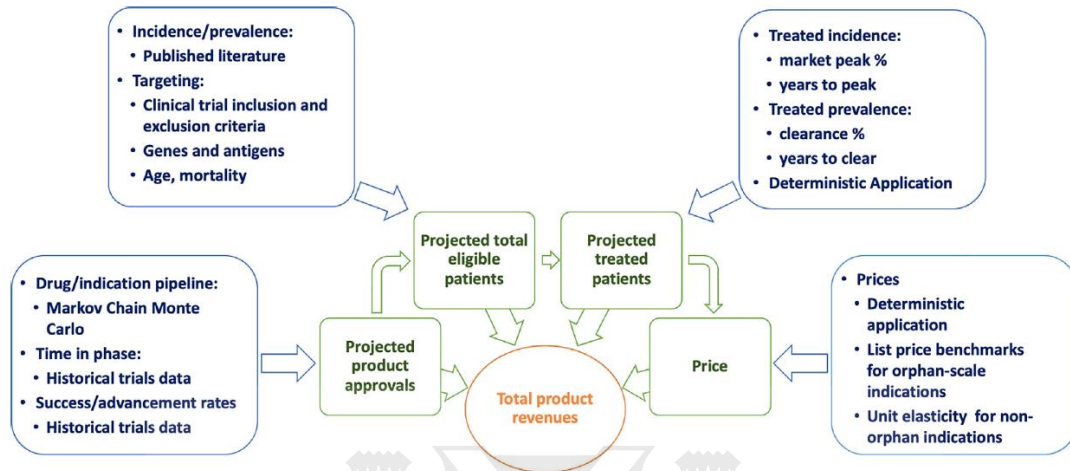 • Incidence/prevalence:
• Published literature
• Targeting:
• Clinical trial inclusion and
exclusion criteria
• Genes and antigens
• Age, mortality
• Treated incidence:
• market peak %
• years to peak
• Treated prevalence:
• clearance %
• years to clear
• Deterministic Application
Projected total
eligible
patients
Projected
treated
patients
• Drug/indication pipeline:
• Markov Chain Monte
Carlo
• Time in phase:
• Historical trials data
• Success/advancement rates
• Historical trials data
Projected
product
approvals
Total product
revenues
Price
• Prices
• Deterministic
application
• List price benchmarks
for orphan-scale
indications
• Unit elasticity for non-
orphan indications